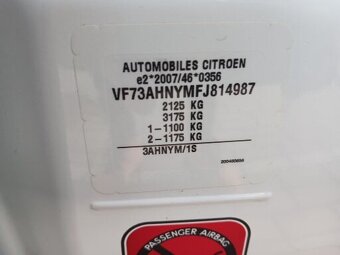 AUTOMOBILES CITROEN
e2*2007/46*0356
VF73AHNYMFJ814987
2125 KG
3175 KG
1-1100 KG
2-1175 KG
3AHNYM/1S
PASSENGER AIRBAG